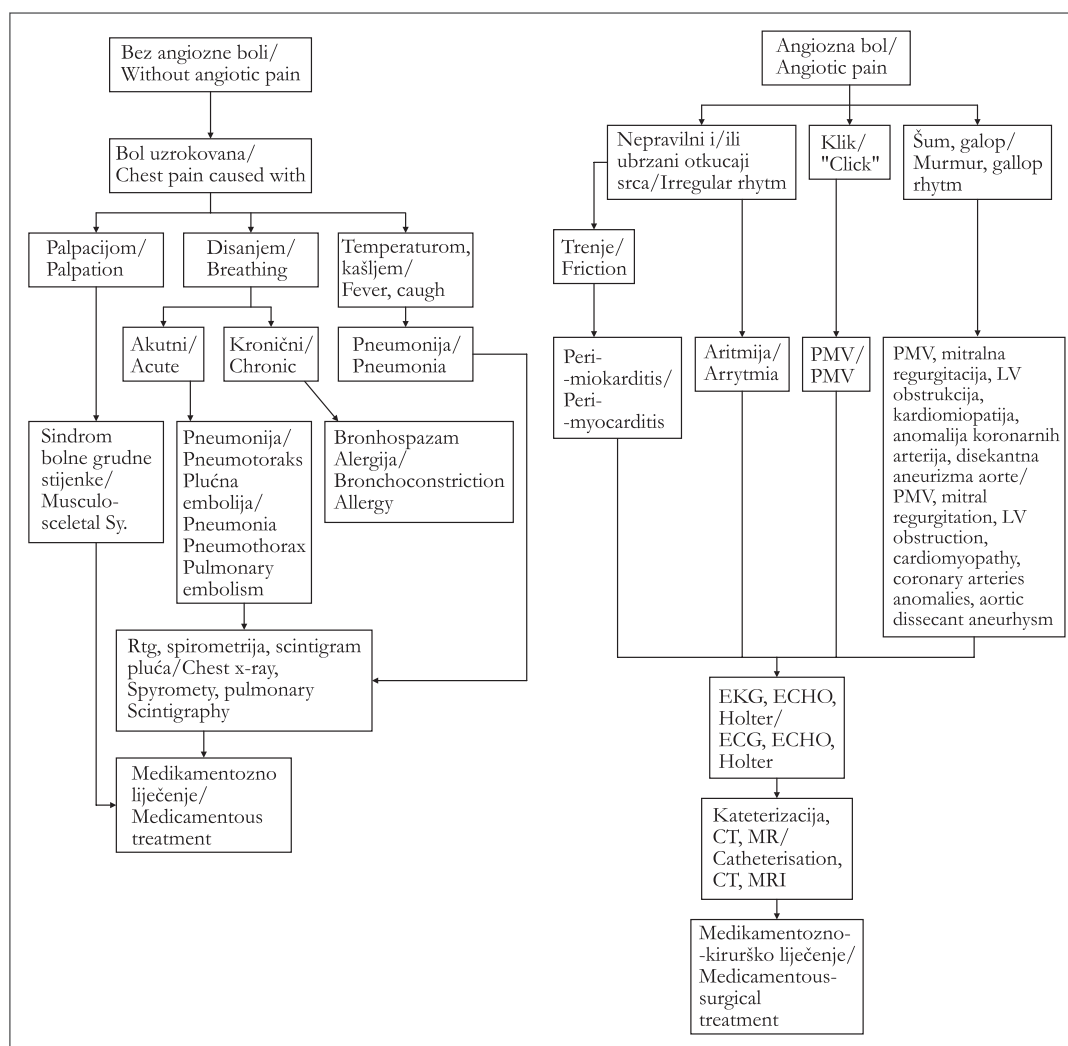 Bez angiozne boli/
Without angiotic pain
Bol uzrokovana/
Chest pain caused with
Palpacijom/
Palpation
Disanjem/
Breathing
Temperaturom,
kašljem/
Fever, caugh
Akutni/
Acute
Kronični/
Chronic
Pneumonija/
Pneumonia
Sindrom
bolne grudne
stijenke/
Musculo-
sceletal Sy.
Pneumonija/
Pneumotoraks
Plućna
embolija/
Pneumonia
Pneumothorax
Pulmonary
embolism
Bronhospazam
Alergija/
Bronchoconstriction
Allergy
Rtg, spirometrija, scintigram
pluća/Chest x-ray,
Spyromety, pulmonary
Scintigraphy
Medikamentozno
liječenje/
Medicamentous
treatment
Angiozna bol/
Angiotic pain
Nepravilni i/ili
ubrzani otkucaji
srca/Irregular rhytm
Klik/
"Click"
Šum, galop/
Murmur, gallop
rhytm
Trenje/
Friction
Peri-
-miokarditis/
Peri-
-myocarditis
Aritmija/
Arrytmia
PMV/
PMV
PMV, mitralna
regurgitacija, LV
obstrukcija,
kardiomiopatija,
anomalija koronarnih
arterija, disekantna
aneurizma aorte/
PMV, mitral
regurgitation, LV
obstruction,
cardiomyopathy,
coronary arteries
anomalies, aortic
dissecant aneurhysm
EKG, ECHO,
Holter/
ECG, ECHO,
Holter
Kateterizacija,
CT, MR/
Catheterisation,
CT, MRI
Medikamentozno-
-kirurško liječenje/
Medicamentous-
surgical
treatment